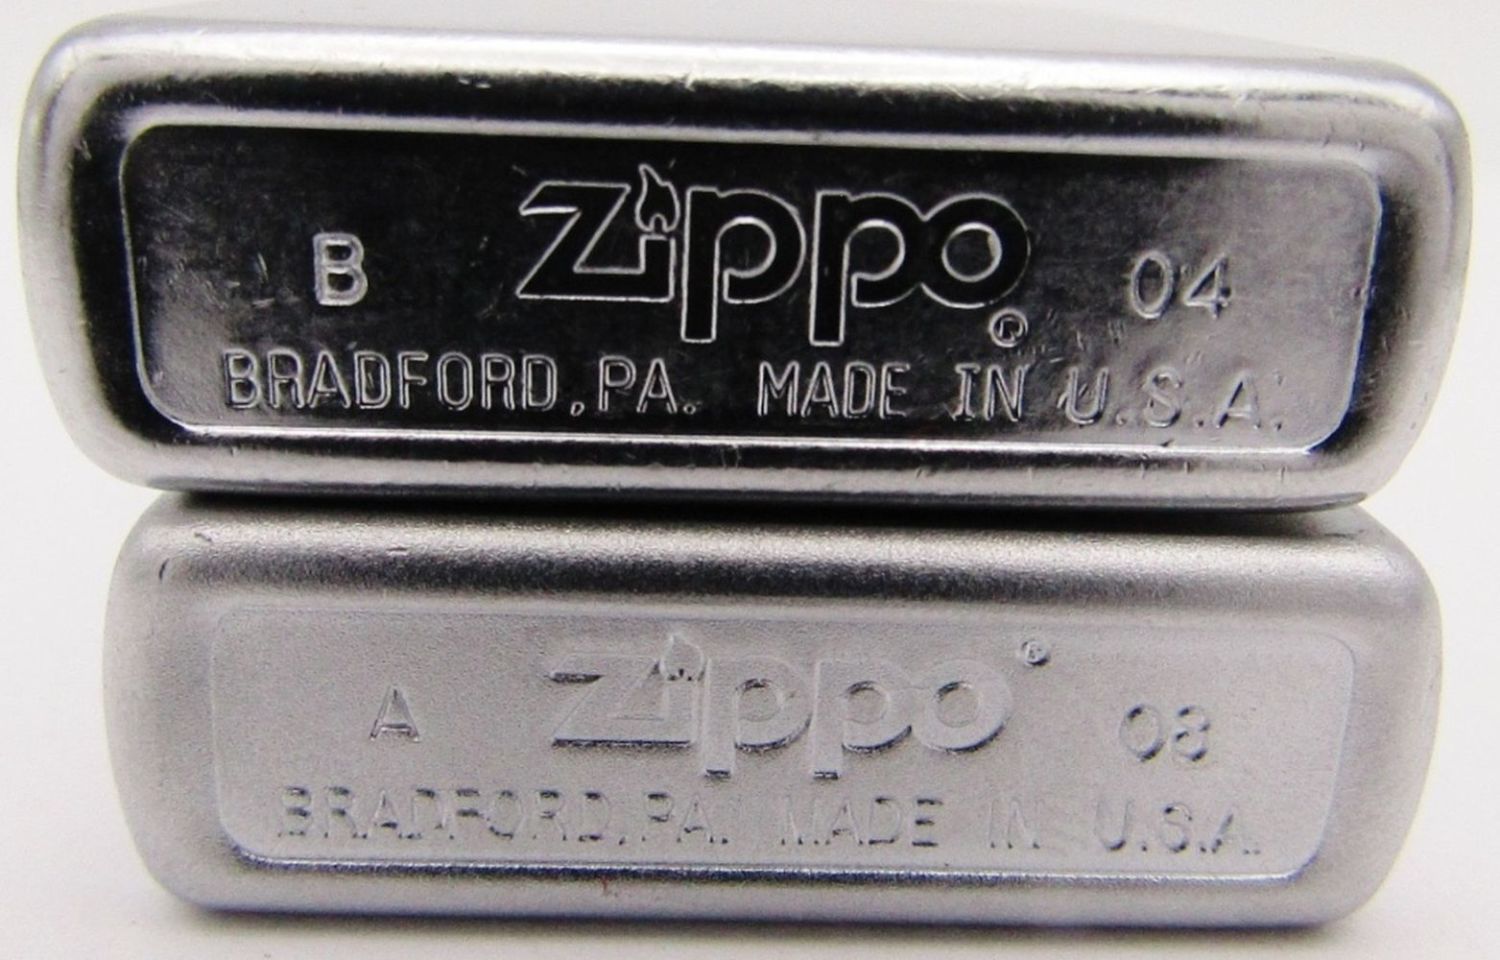 B Zippo® 04
BRADFORD, PA. MADE IN U.S.A.
A Zippo® 08
BRADFORD, PA. MADE IN U.S.A.